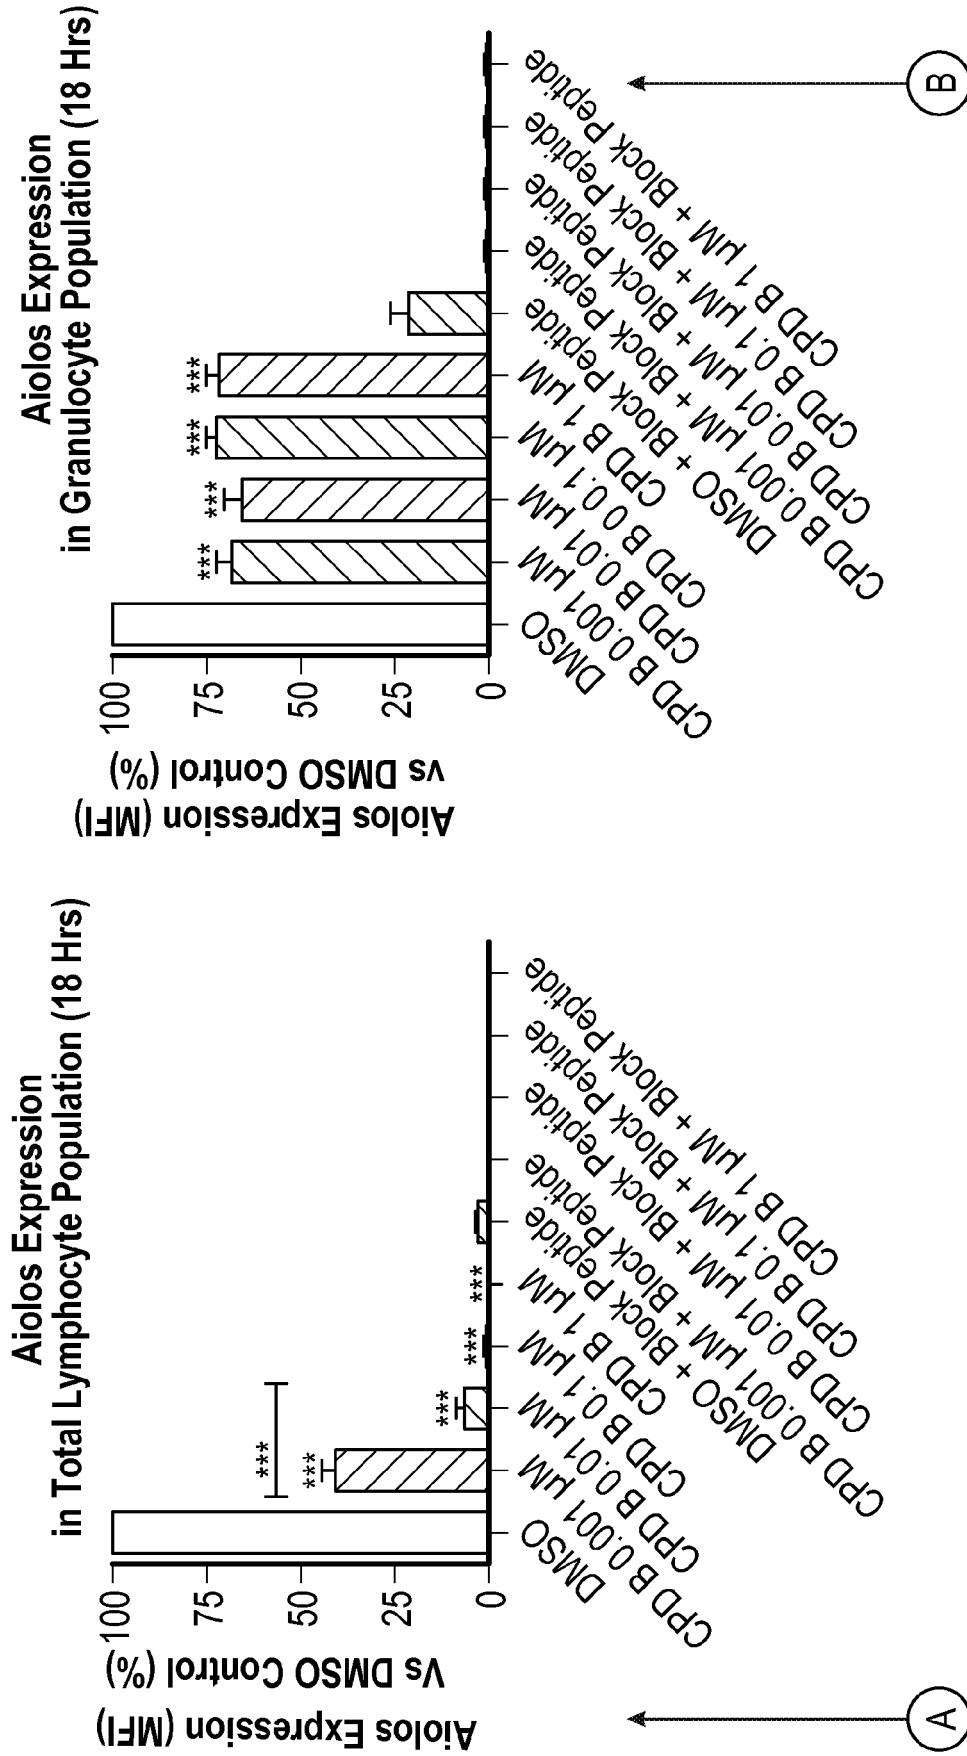 Aiolos Expression
in Total Lymphocyte Population (18 Hrs)
Aiolos Expression (MFI)
Vs DMSO Control (%)
100
75
50
25
0
***
***
***
***
***
DMSO
CPD B 0.001 µM
CPD B 0.01 µM
CPD B 0.1 µM
CPD B 1 µM
DMSO + Block Peptide
CPD B 0.001 µM + Block Peptide
CPD B 0.01 µM + Block Peptide
CPD B 0.1 µM + Block Peptide
CPD B 1 µM + Block Peptide
A
Aiolos Expression
in Granulocyte Population (18 Hrs)
Aiolos Expression (MFI)
vs DMSO Control (%)
100
75
50
25
0
***
***
***
***
DMSO
CPD B 0.001 µM
CPD B 0.01 µM
CPD B 0.1 µM
CPD B 1 µM
DMSO + Block Peptide
CPD B 0.001 µM + Block Peptide
CPD B 0.01 µM + Block Peptide
CPD B 0.1 µM + Block Peptide
CPD B 1 µM + Block Peptide
B